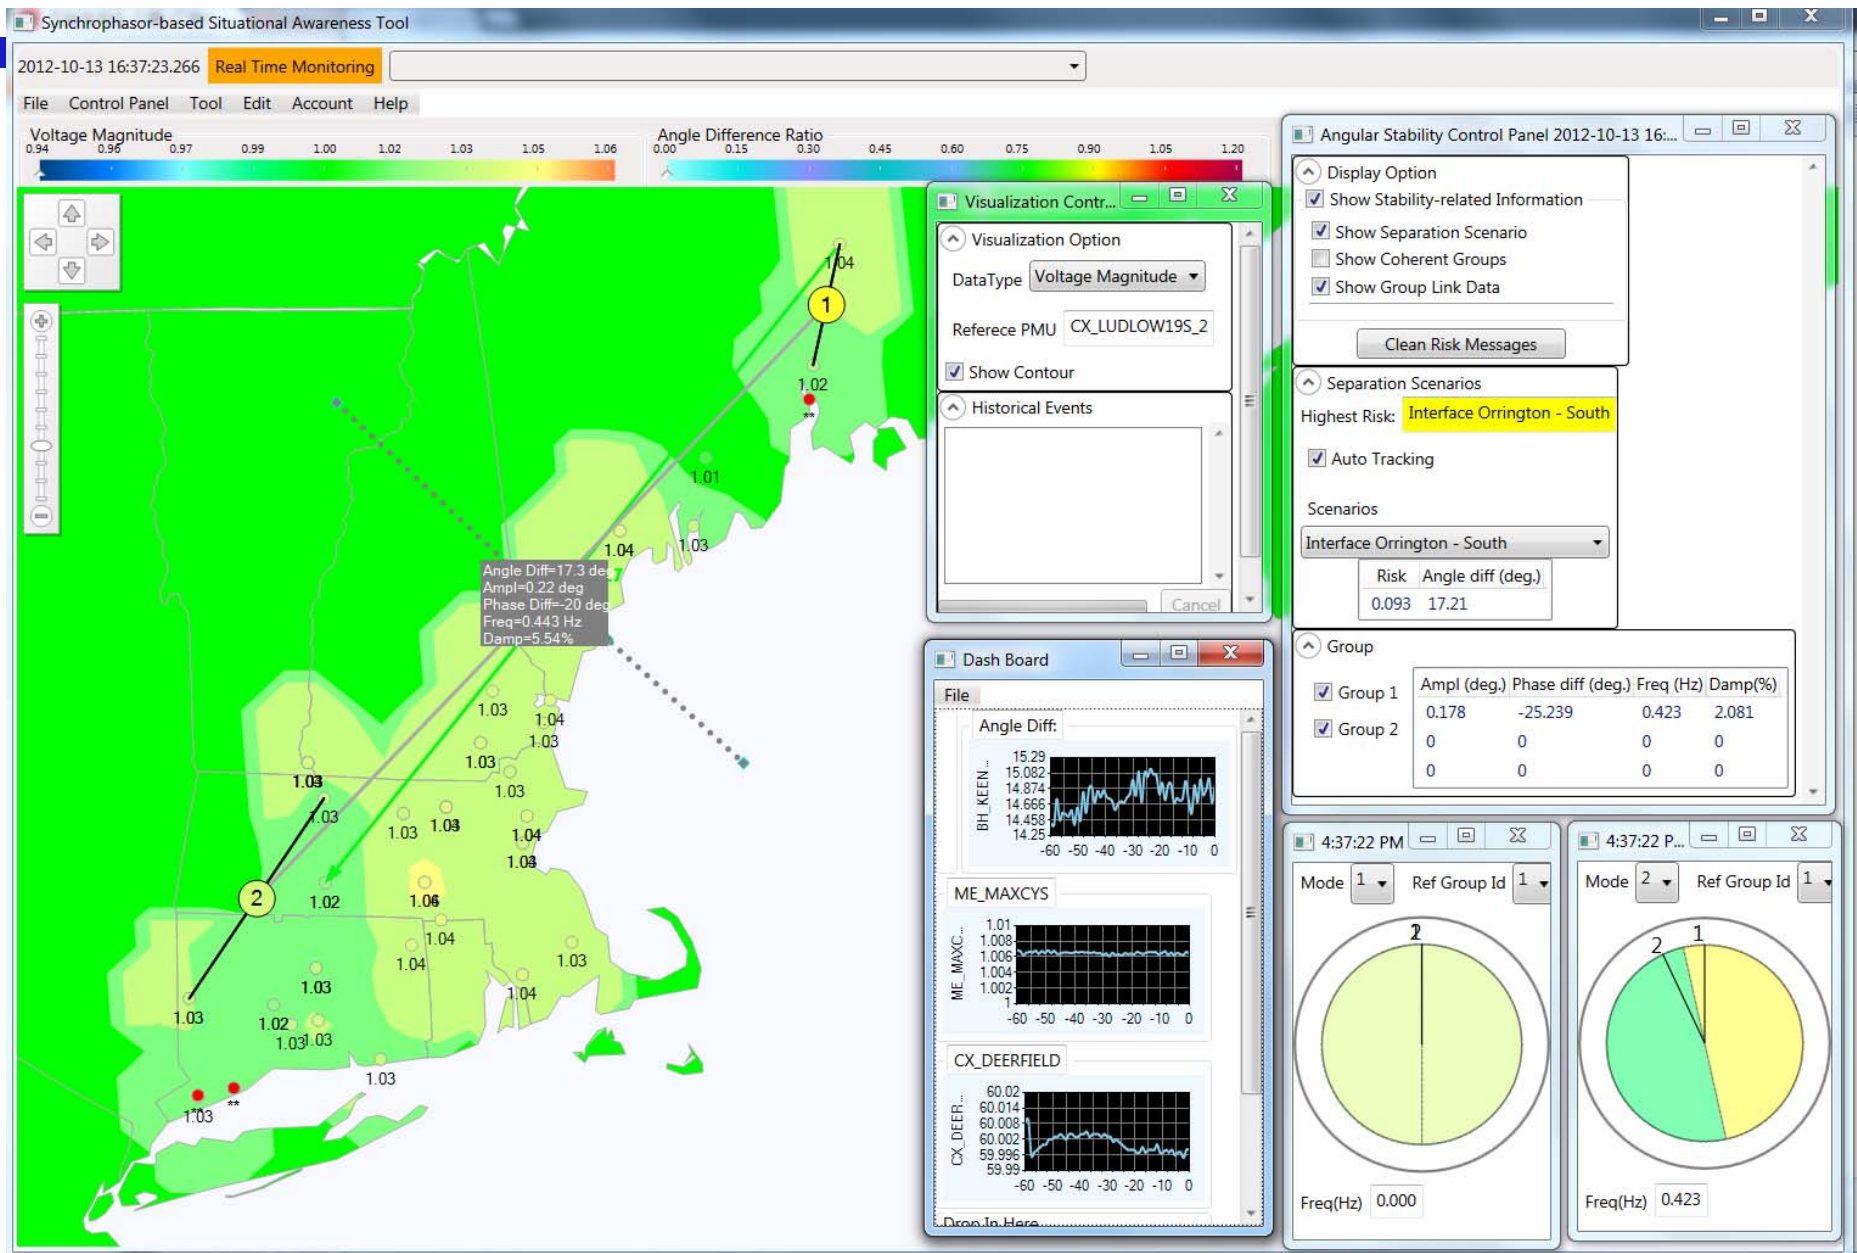 Synchrophasor-based Situational Awareness Tool
2012-10-13 16:37:23.266 Real Time Monitoring
File Control Panel Tool Edit Account Help
Voltage Magnitude
0.94 0.96 0.97 0.99 1.00 1.02 1.03 1.05 1.06
Angle Difference Ratio
0.00 0.15 0.30 0.45 0.60 0.75 0.90 1.05 1.20
1.04
1
1.02
**
1.01
1.04
1.03
Angle Diff=17.3 deg
Ampl=0.22 deg
Phase Diff=-20 deg
Freq=0.443 Hz
Damp=5.54%
1.03
1.04
1.03
1.03
1.03
1.03
1.03
1.04
2
1.02
1.04
1.04
1.03
1.04
1.03
1.03
1.02
1.03
1.03
1.03
**
**
1.03
Visualization Contr...
Visualization Option
DataType Voltage Magnitude
Referece PMU CX_LUDLOW19S_2
Show Contour
Historical Events
Cancel
Dash Board
File
Angle Diff:
BH_KEEN...
15.29
15.082
14.874
14.666
14.458
14.25
-60 -50 -40 -30 -20 -10 0
ME_MAXCYS
ME_MAXC...
1.01
1.008
1.006
1.004
1.002
1
-60 -50 -40 -30 -20 -10 0
CX_DEERFIELD
CX_DEER...
60.02
60.014
60.008
60.002
59.996
59.99
-60 -50 -40 -30 -20 -10 0
Drop In Here
Angular Stability Control Panel 2012-10-13 16:...
Display Option
Show Stability-related Information
Show Separation Scenario
Show Coherent Groups
Show Group Link Data
Clean Risk Messages
Separation Scenarios
Highest Risk: Interface Orrington - South
Auto Tracking
Scenarios
Interface Orrington - South
Risk Angle diff (deg.)
0.093 17.21
Group
Group 1
Group 2
Ampl (deg.) Phase diff (deg.) Freq (Hz) Damp(%)
0.178 -25.239 0.423 2.081
0 0 0 0
0 0 0 0
4:37:22 PM
Mode 1 Ref Group Id 1
Freq(Hz) 0.000
4:37:22 P...
Mode 2 Ref Group Id 1
2 1
Freq(Hz) 0.423